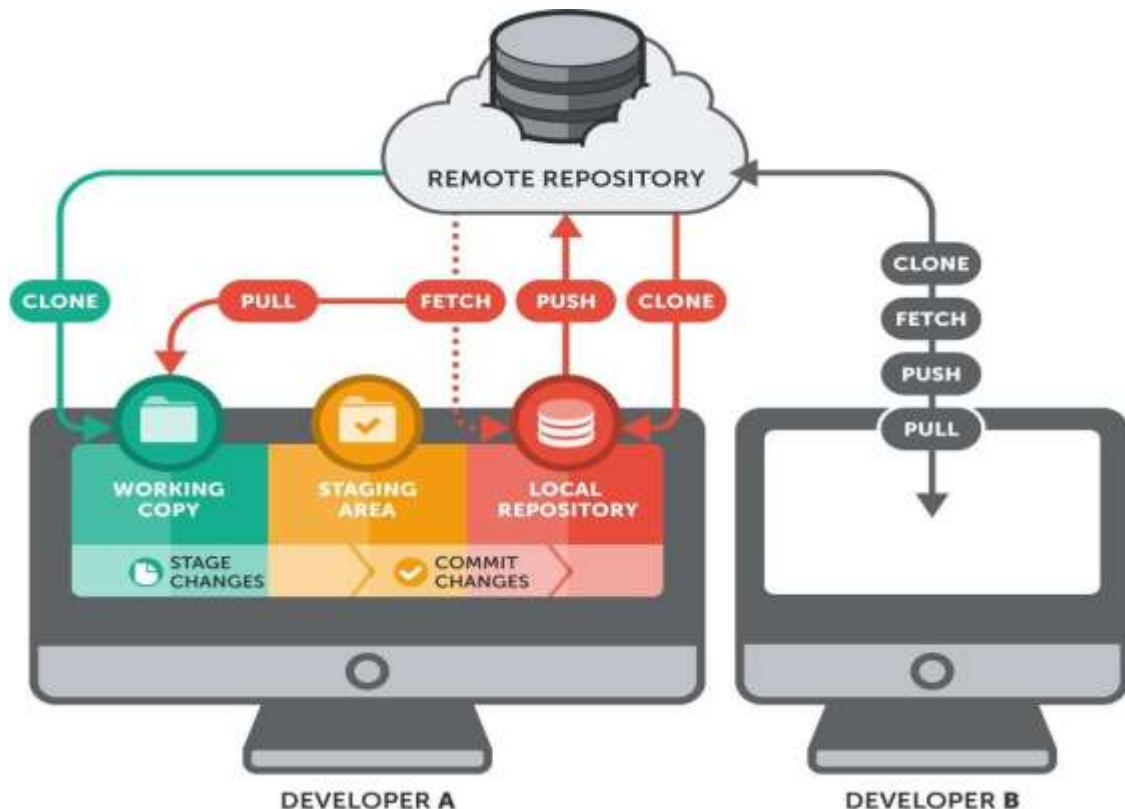 REMOTE REPOSITORY
CLONE
PULL
FETCH
PUSH
CLONE
CLONE
FETCH
PUSH
PULL
WORKING
COPY
STAGING
AREA
LOCAL
REPOSITORY
STAGE
CHANGES
COMMIT
CHANGES
DEVELOPER A
DEVELOPER B